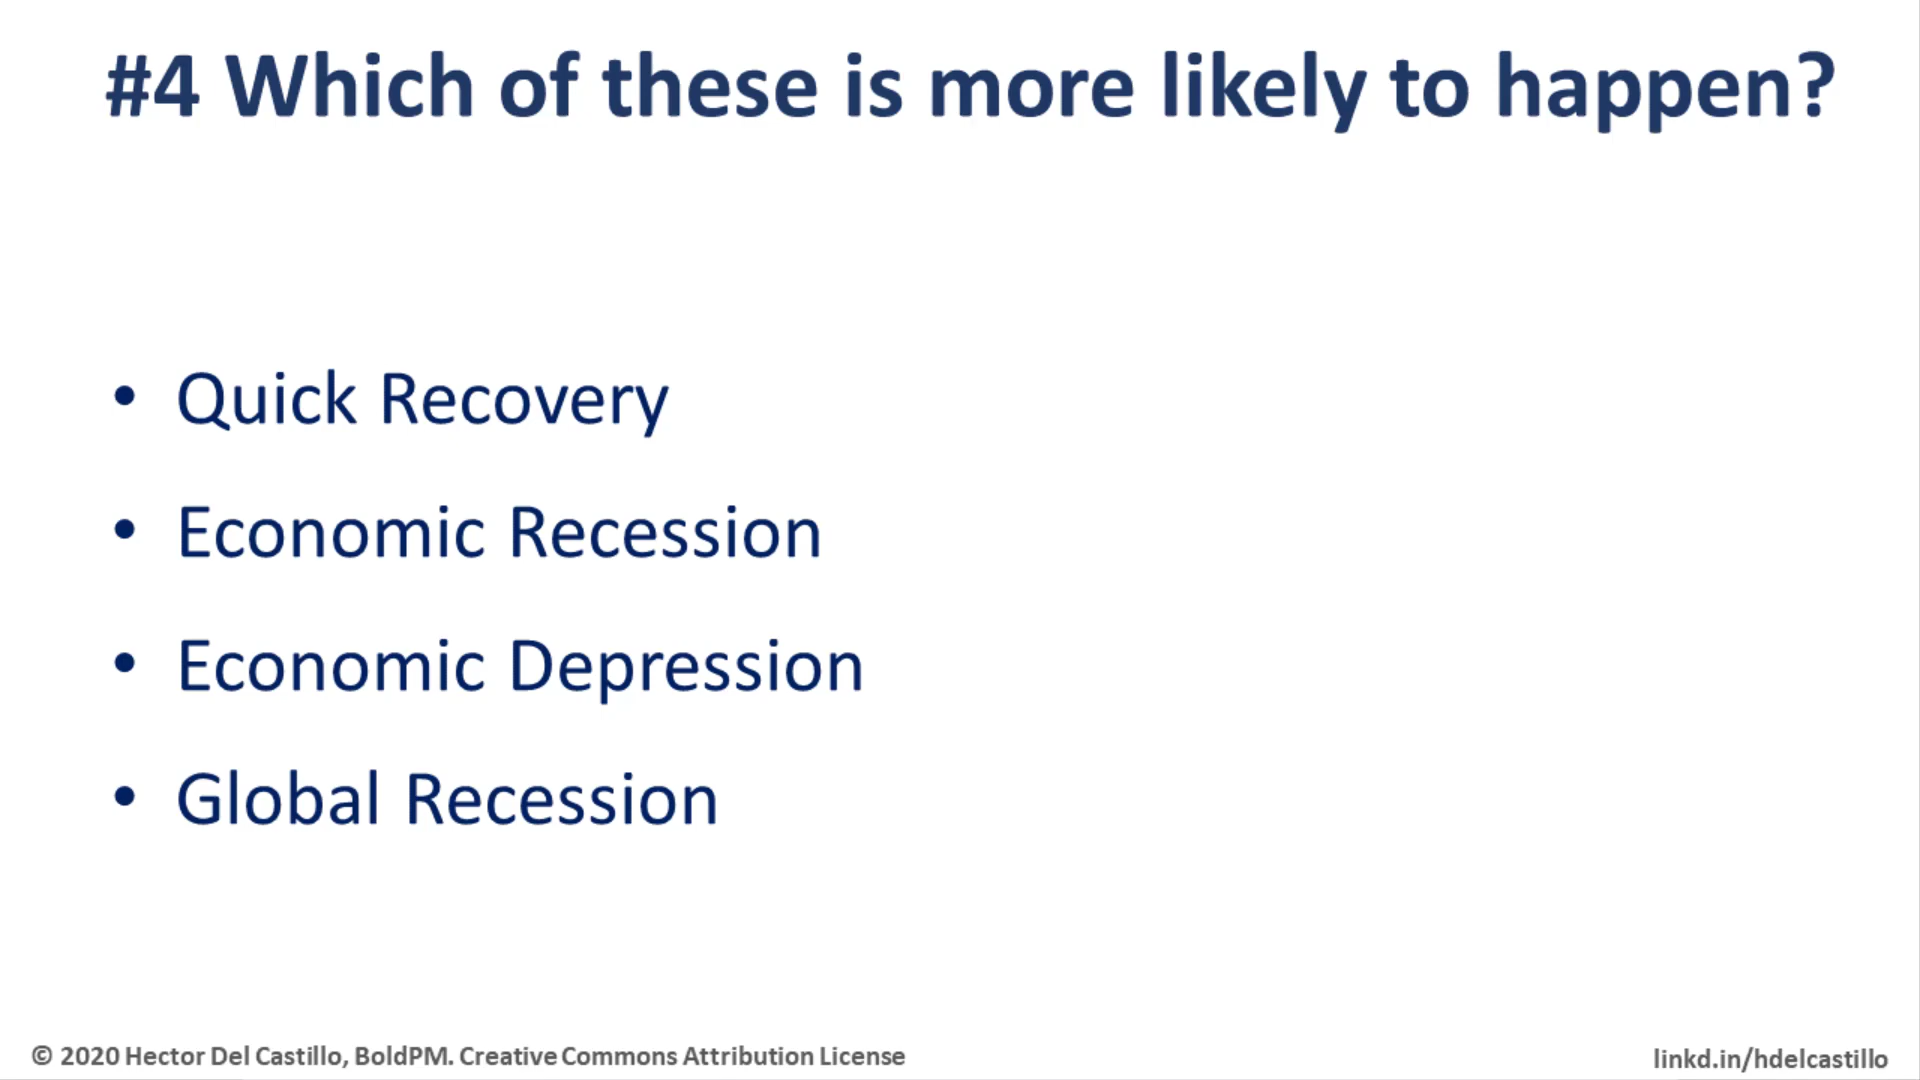 #4 Which of these is more likely to happen?
• Quick Recovery
• Economic Recession
• Economic Depression
• Global Recession
© 2020 Hector Del Castillo, BoldPM. Creative Commons Attribution License
linkd.in/hdelcastillo